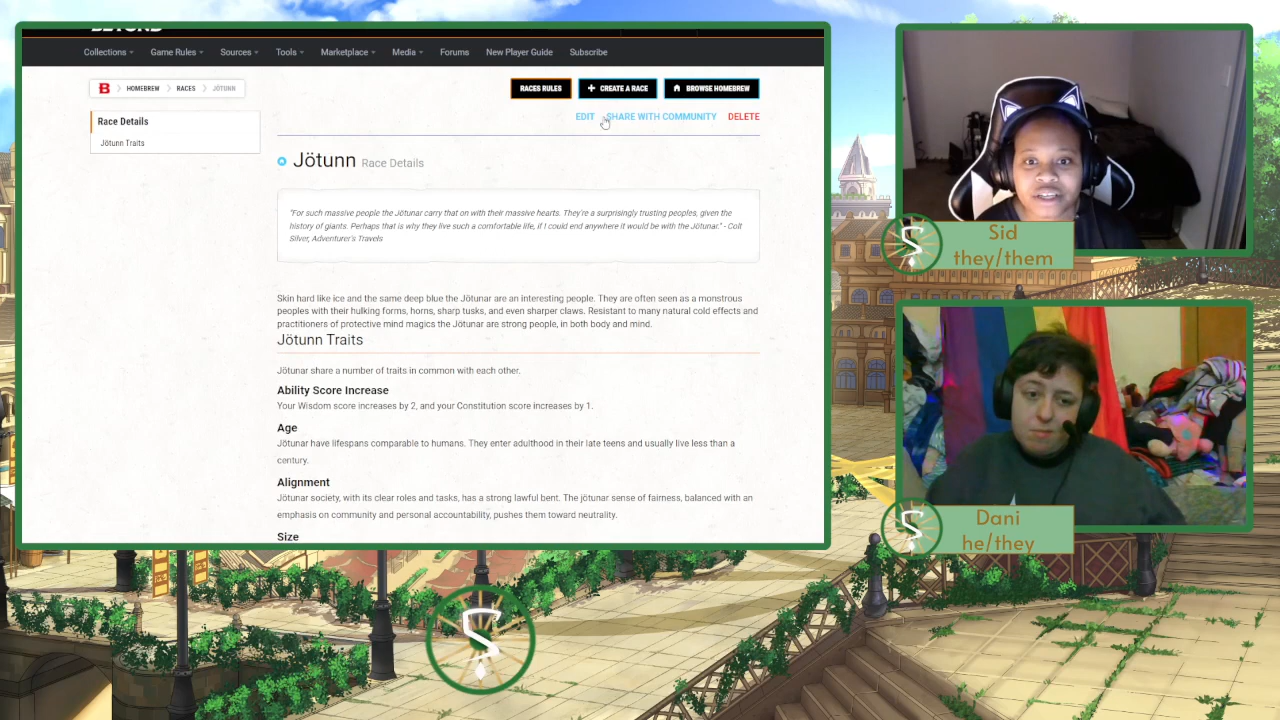 BEYOND
Collections Game Rules Sources Tools Marketplace Media Forums New Player Guide Subscribe
B HOMEBREW RACES JÖTUNN
RACES RULES CREATE A RACE BROWSE HOMEBREW
EDIT SHARE WITH COMMUNITY DELETE
Race Details
Jötunn Traits
Jötunn Race Details
"For such massive people the Jötunar carry that on with their massive hearts. They're a surprisingly trusting peoples, given the
history of giants. Perhaps that is why they live such a comfortable life, if I could end anywhere it would be with the Jötunar." - Colt
Silver, Adventurer's Travels
Skin hard like ice and the same deep blue the Jötunar are an interesting people. They are often seen as a monstrous
peoples with their hulking forms, horns, sharp tusks, and even sharper claws. Resistant to many natural cold effects and
practitioners of protective mind magics the Jötunar are strong people, in both body and mind.
Jötunn Traits
Jötunar share a number of traits in common with each other.
Ability Score Increase
Your Wisdom score increases by 2, and your Constitution score increases by 1.
Age
Jötunar have lifespans comparable to humans. They enter adulthood in their late teens and usually live less than a
century.
Alignment
Jötunar society, with its clear roles and tasks, has a strong lawful bent. The jötunar sense of fairness, balanced with an
emphasis on community and personal accountability, pushes them toward neutrality.
Size
S
Sid
they/them
S
Dani
he/they
S